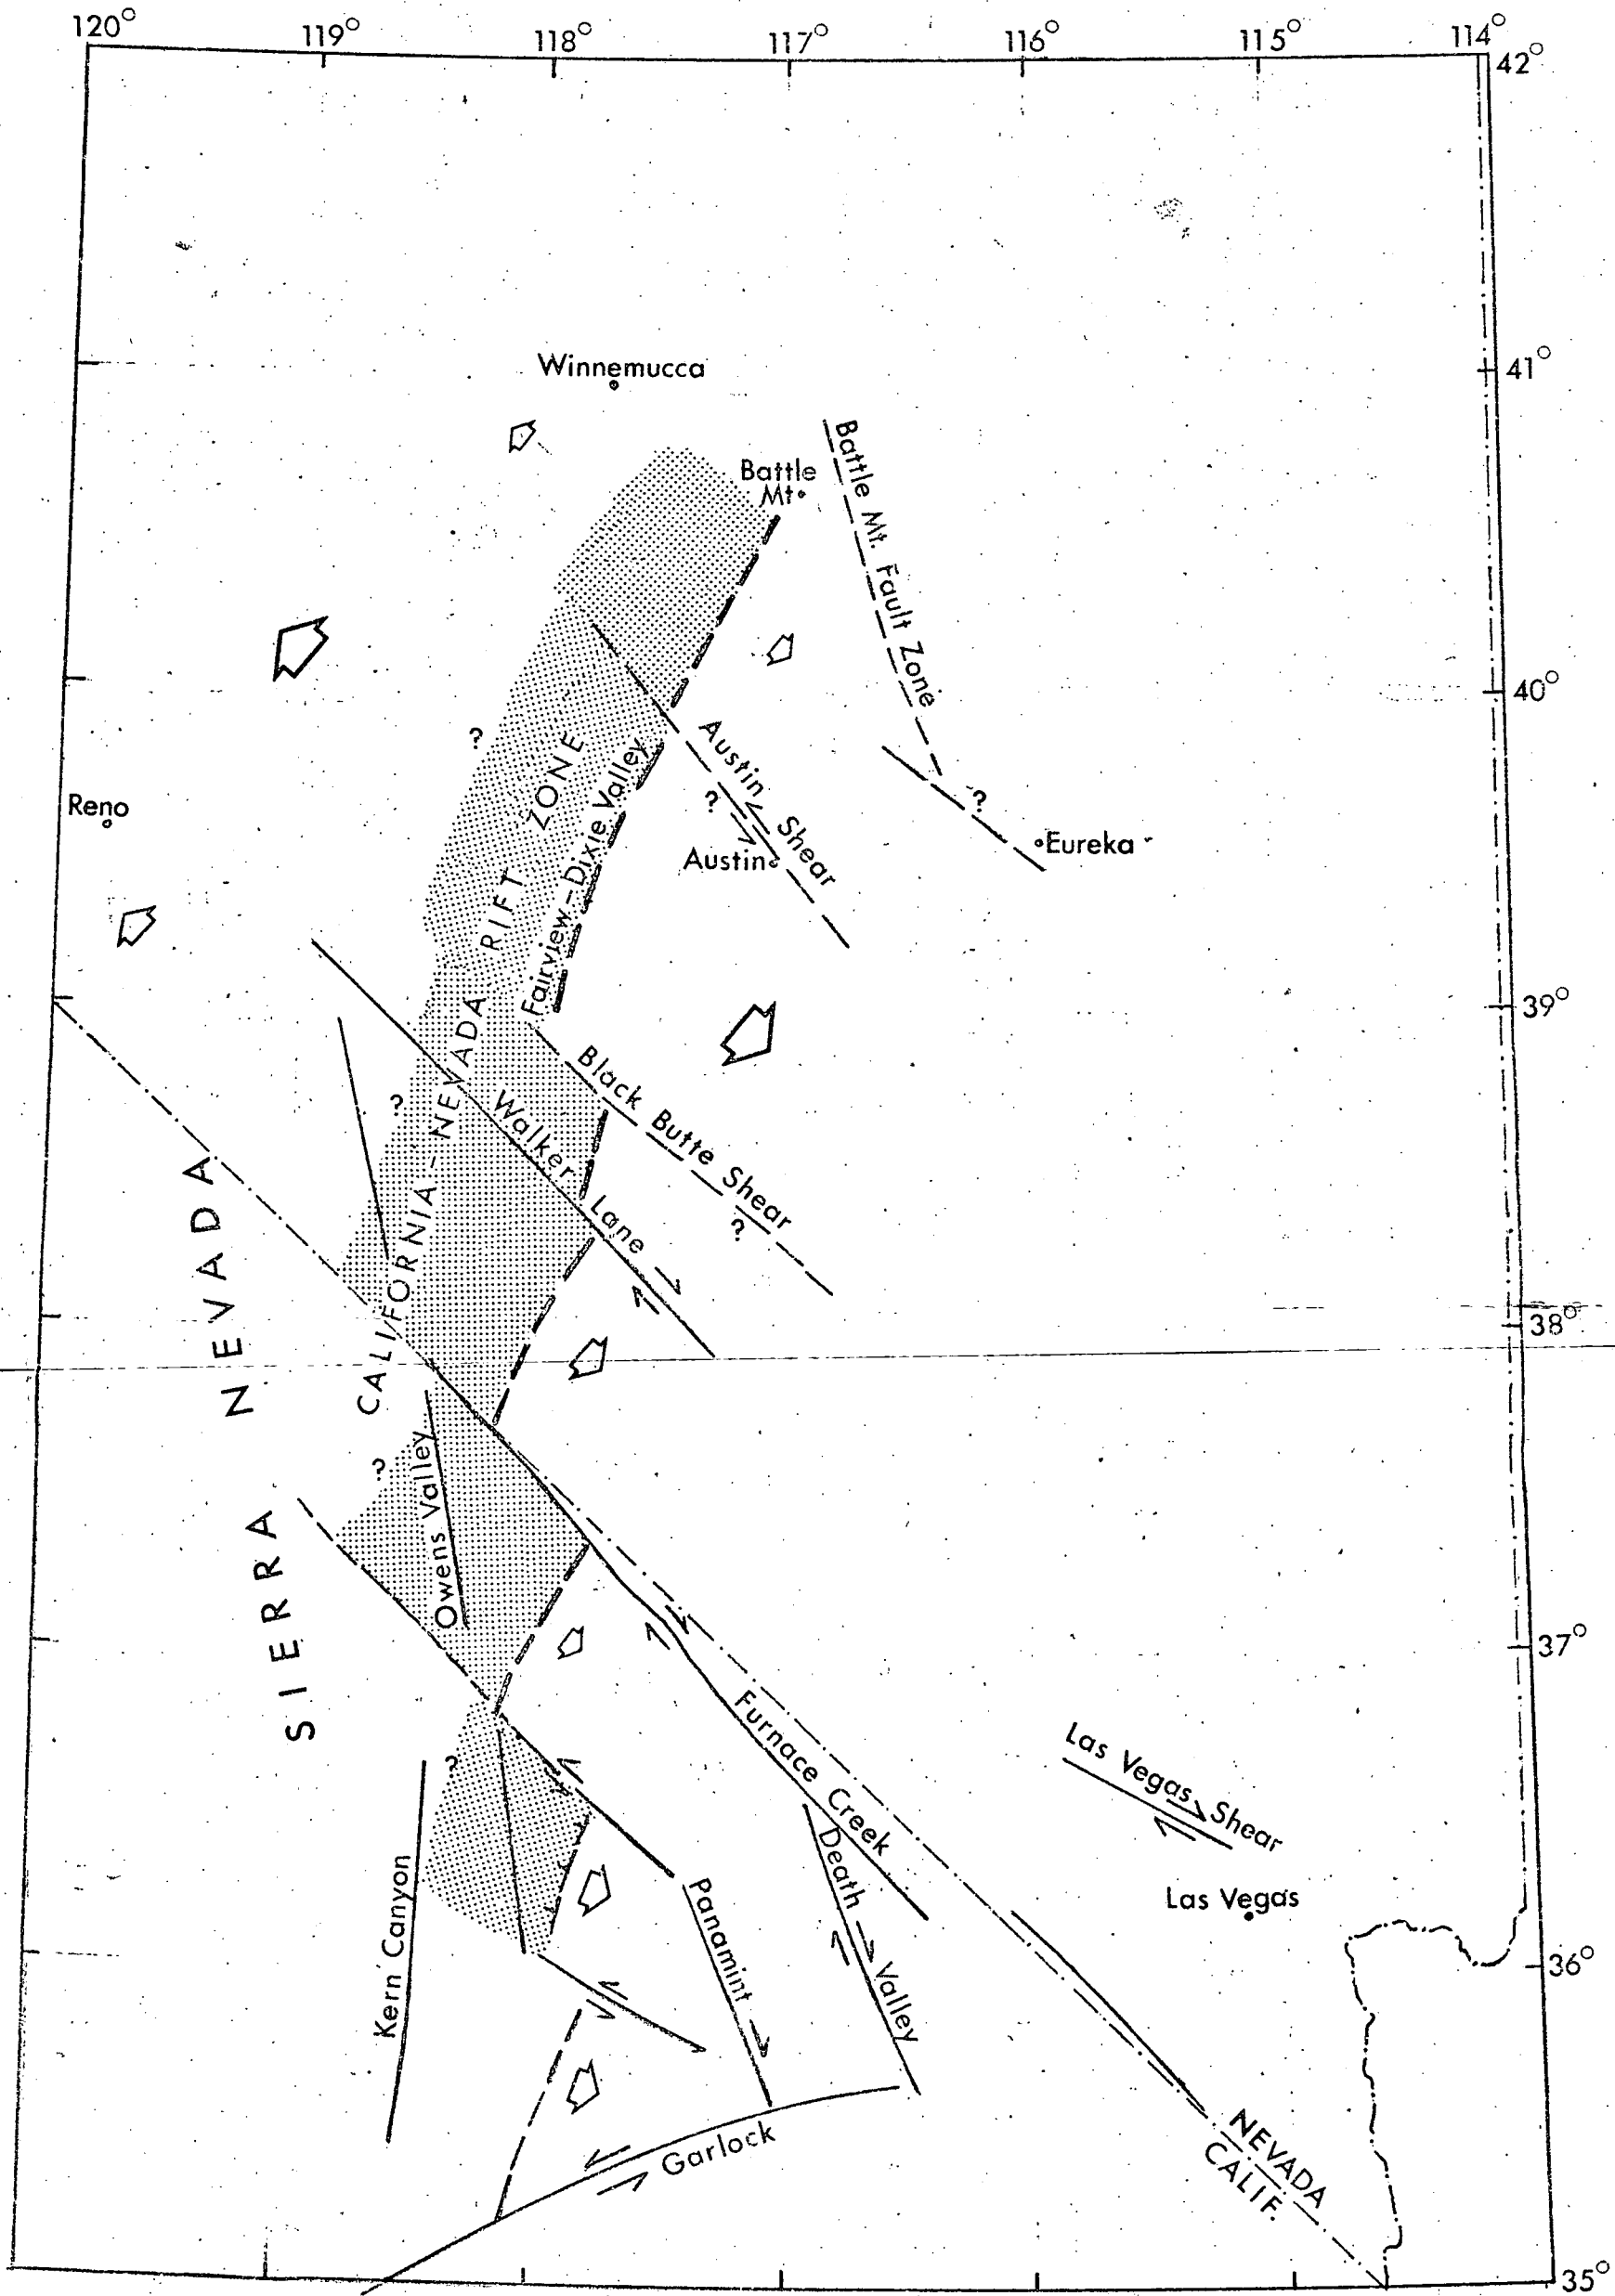 120° 119° 118° 117° 116° 115° 114°
42°
Winnemucca
41°
Battle
Mt.
Battle Mt. Fault Zone
40°
?
Austin Shear
?
Austin
?
Eureka
Reno
Fairview-Dixie Valley
CALIFORNIA-NEVADA RIFT ZONE
39°
?
Black Butte Shear
?
Walker Lane
38°
SIERRA NEVADA
?
Owens Valley
37°
Furnace Creek
Las Vegas Shear
?
Death Valley
Las Vegas
Kern Canyon
Panamint
36°
Garlock
NEVADA
CALIF.
35°